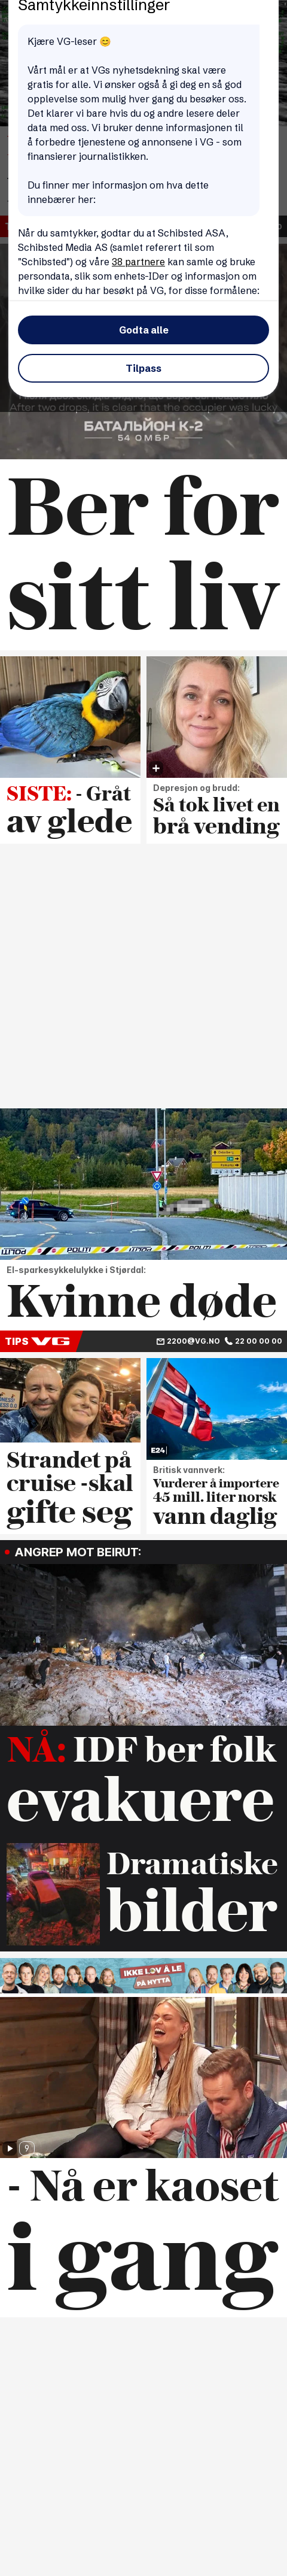 Samtykkeinnstillinger
Kjære VG-leser 😊
Vårt mål er at VGs nyhetsdekning skal være
gratis for alle. Vi ønsker også å gi deg en så god
opplevelse som mulig hver gang du besøker oss.
Det klarer vi bare hvis du og andre lesere deler
data med oss. Vi bruker denne informasjonen til
å forbedre tjenestene og annonsene i VG - som
finansierer journalistikken.
Du finner mer informasjon om hva dette
innebærer her:
Når du samtykker, godtar du at Schibsted ASA,
Schibsted Media AS (samlet referert til som
"Schibsted") og våre 38 partnere kan samle og bruke
persondata, slik som enhets-IDer og informasjon om
hvilke sider du har besøkt på VG, for disse formålene:
Godta alle
Tilpass
After two drops, it is clear that the occupier was lucky
БАТАЛЬЙОН К-2
54 ОМБР
Ber for
sitt liv
SISTE: - Gråt
av glede
Depresjon og brudd:
Så tok livet en
brå vending
El-sparkesykkelulykke i Stjørdal:
Kvinne døde
TIPS VG
2200@VG.NO 22 00 00 00
Strandet på
cruise - skal
gifte seg
E24
Britisk vannverk:
Vurderer å importere
45 mill. liter norsk
vann daglig
ANGREP MOT BEIRUT:
NÅ: IDF ber folk
evakuere
Dramatiske
bilder
IKKE LOV Å LE
PÅ HYTTA
9
- Nå er kaoset
i gang